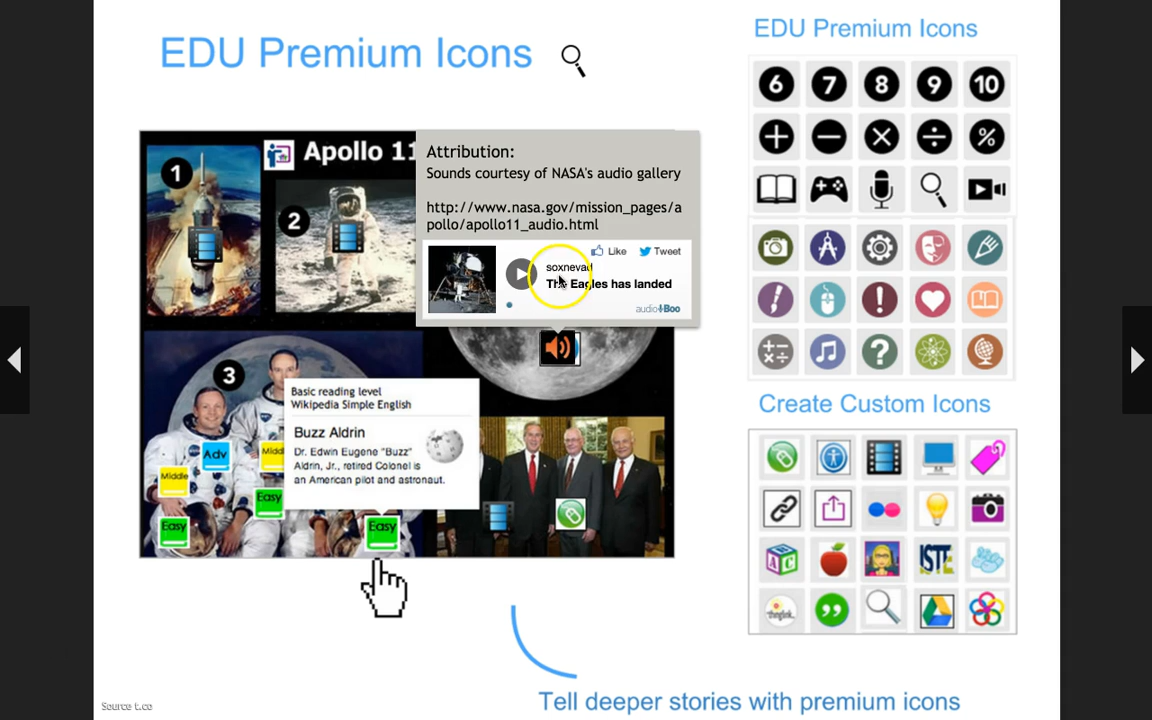 EDU Premium Icons
EDU Premium Icons
6 7 8 9 10
+ − × ÷ %
1
Apollo 11
2
Attribution:
Sounds courtesy of NASA's audio gallery
http://www.nasa.gov/mission_pages/a
pollo/apollo11_audio.html
Like Tweet
soxnevad
The Eagles has landed
audioBoo
3
Basic reading level
Wikipedia Simple English
Buzz Aldrin
Dr. Edwin Eugene "Buzz"
Aldrin, Jr., retired Colonel is
an American pilot and astronaut.
Adv
Middle
Easy
Easy
Easy
Create Custom Icons
ISTE
Tell deeper stories with premium icons
Source t.co